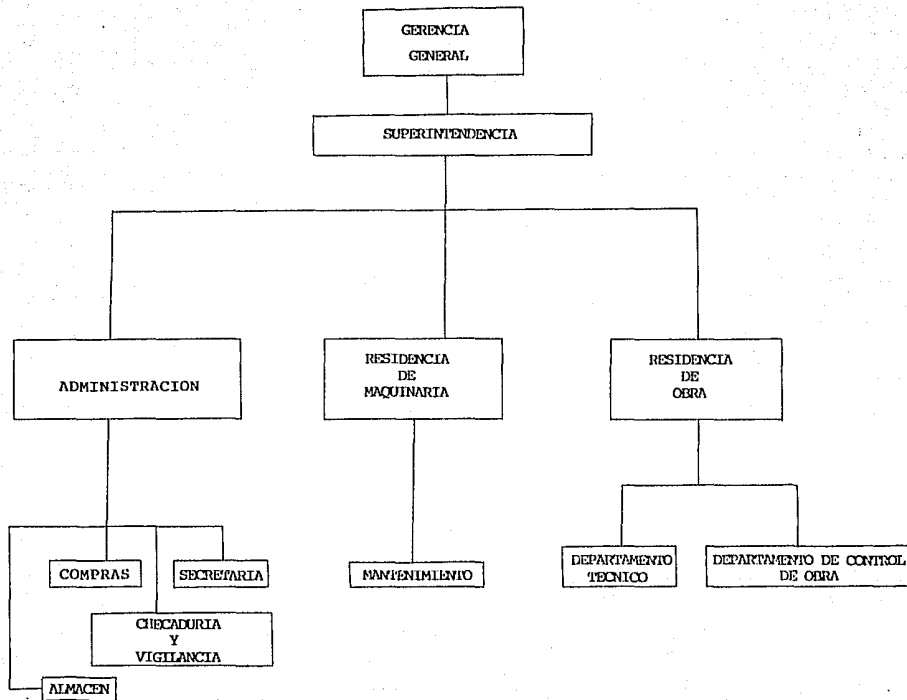 GERENCIA
GENERAL
SUPERINTENDENCIA
ADMINISTRACION
RESIDENCIA
DE
MAQUINARIA
RESIDENCIA
DE
OBRA
COMPRAS
SECRETARIA
MANTENIMIENTO
DEPARTAMENTO
TECNICO
DEPARTAMENTO DE CONTROL
DE OBRA
CHECADURIA
Y
VIGILANCIA
ALMACEN